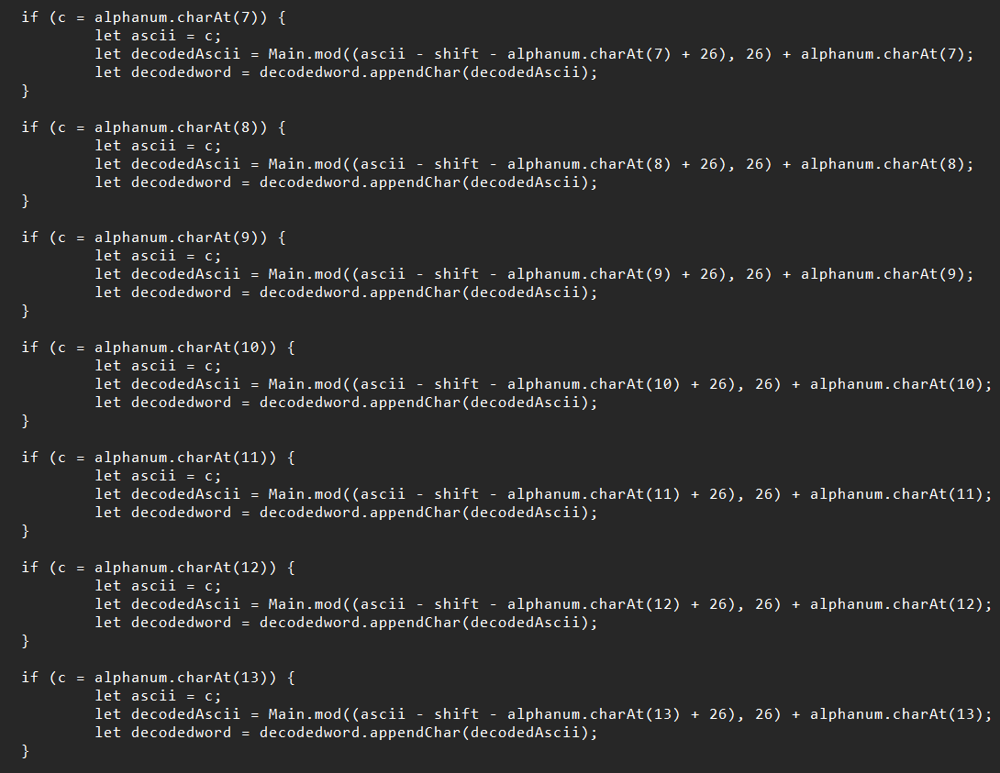 if (c = alphanum.charAt(7)) {
let ascii = c;
let decodedAscii = Main.mod((ascii - shift - alphanum.charAt(7) + 26), 26) + alphanum.charAt(7);
let decodedword = decodedword.appendChar(decodedAscii);
}
if (c = alphanum.charAt(8)) {
let ascii = c;
let decodedAscii = Main.mod((ascii - shift - alphanum.charAt(8) + 26), 26) + alphanum.charAt(8);
let decodedword = decodedword.appendChar(decodedAscii);
}
if (c = alphanum.charAt(9)) {
let ascii = c;
let decodedAscii = Main.mod((ascii - shift - alphanum.charAt(9) + 26), 26) + alphanum.charAt(9);
let decodedword = decodedword.appendChar(decodedAscii);
}
if (c = alphanum.charAt(10)) {
let ascii = c;
let decodedAscii = Main.mod((ascii - shift - alphanum.charAt(10) + 26), 26) + alphanum.charAt(10);
let decodedword = decodedword.appendChar(decodedAscii);
}
if (c = alphanum.charAt(11)) {
let ascii = c;
let decodedAscii = Main.mod((ascii - shift - alphanum.charAt(11) + 26), 26) + alphanum.charAt(11);
let decodedword = decodedword.appendChar(decodedAscii);
}
if (c = alphanum.charAt(12)) {
let ascii = c;
let decodedAscii = Main.mod((ascii - shift - alphanum.charAt(12) + 26), 26) + alphanum.charAt(12);
let decodedword = decodedword.appendChar(decodedAscii);
}
if (c = alphanum.charAt(13)) {
let ascii = c;
let decodedAscii = Main.mod((ascii - shift - alphanum.charAt(13) + 26), 26) + alphanum.charAt(13);
let decodedword = decodedword.appendChar(decodedAscii);
}